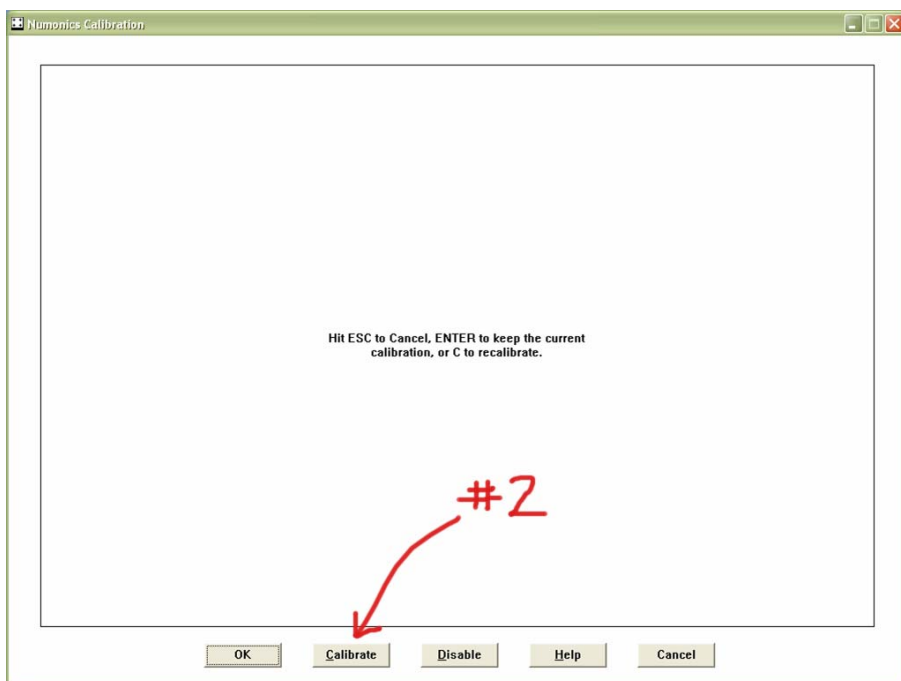 Numonics Calibration
Hit ESC to Cancel, ENTER to keep the current
calibration, or C to recalibrate.
#2
OK Calibrate Disable Help Cancel